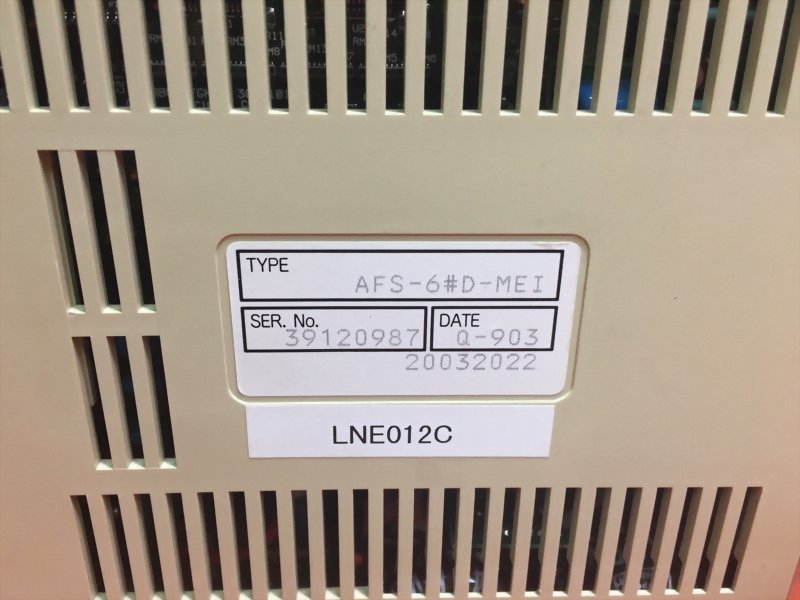 TYPE
AFS-6#D-MEI
SER. No.
39120987
DATE
Q-903
20032022
LNE012C